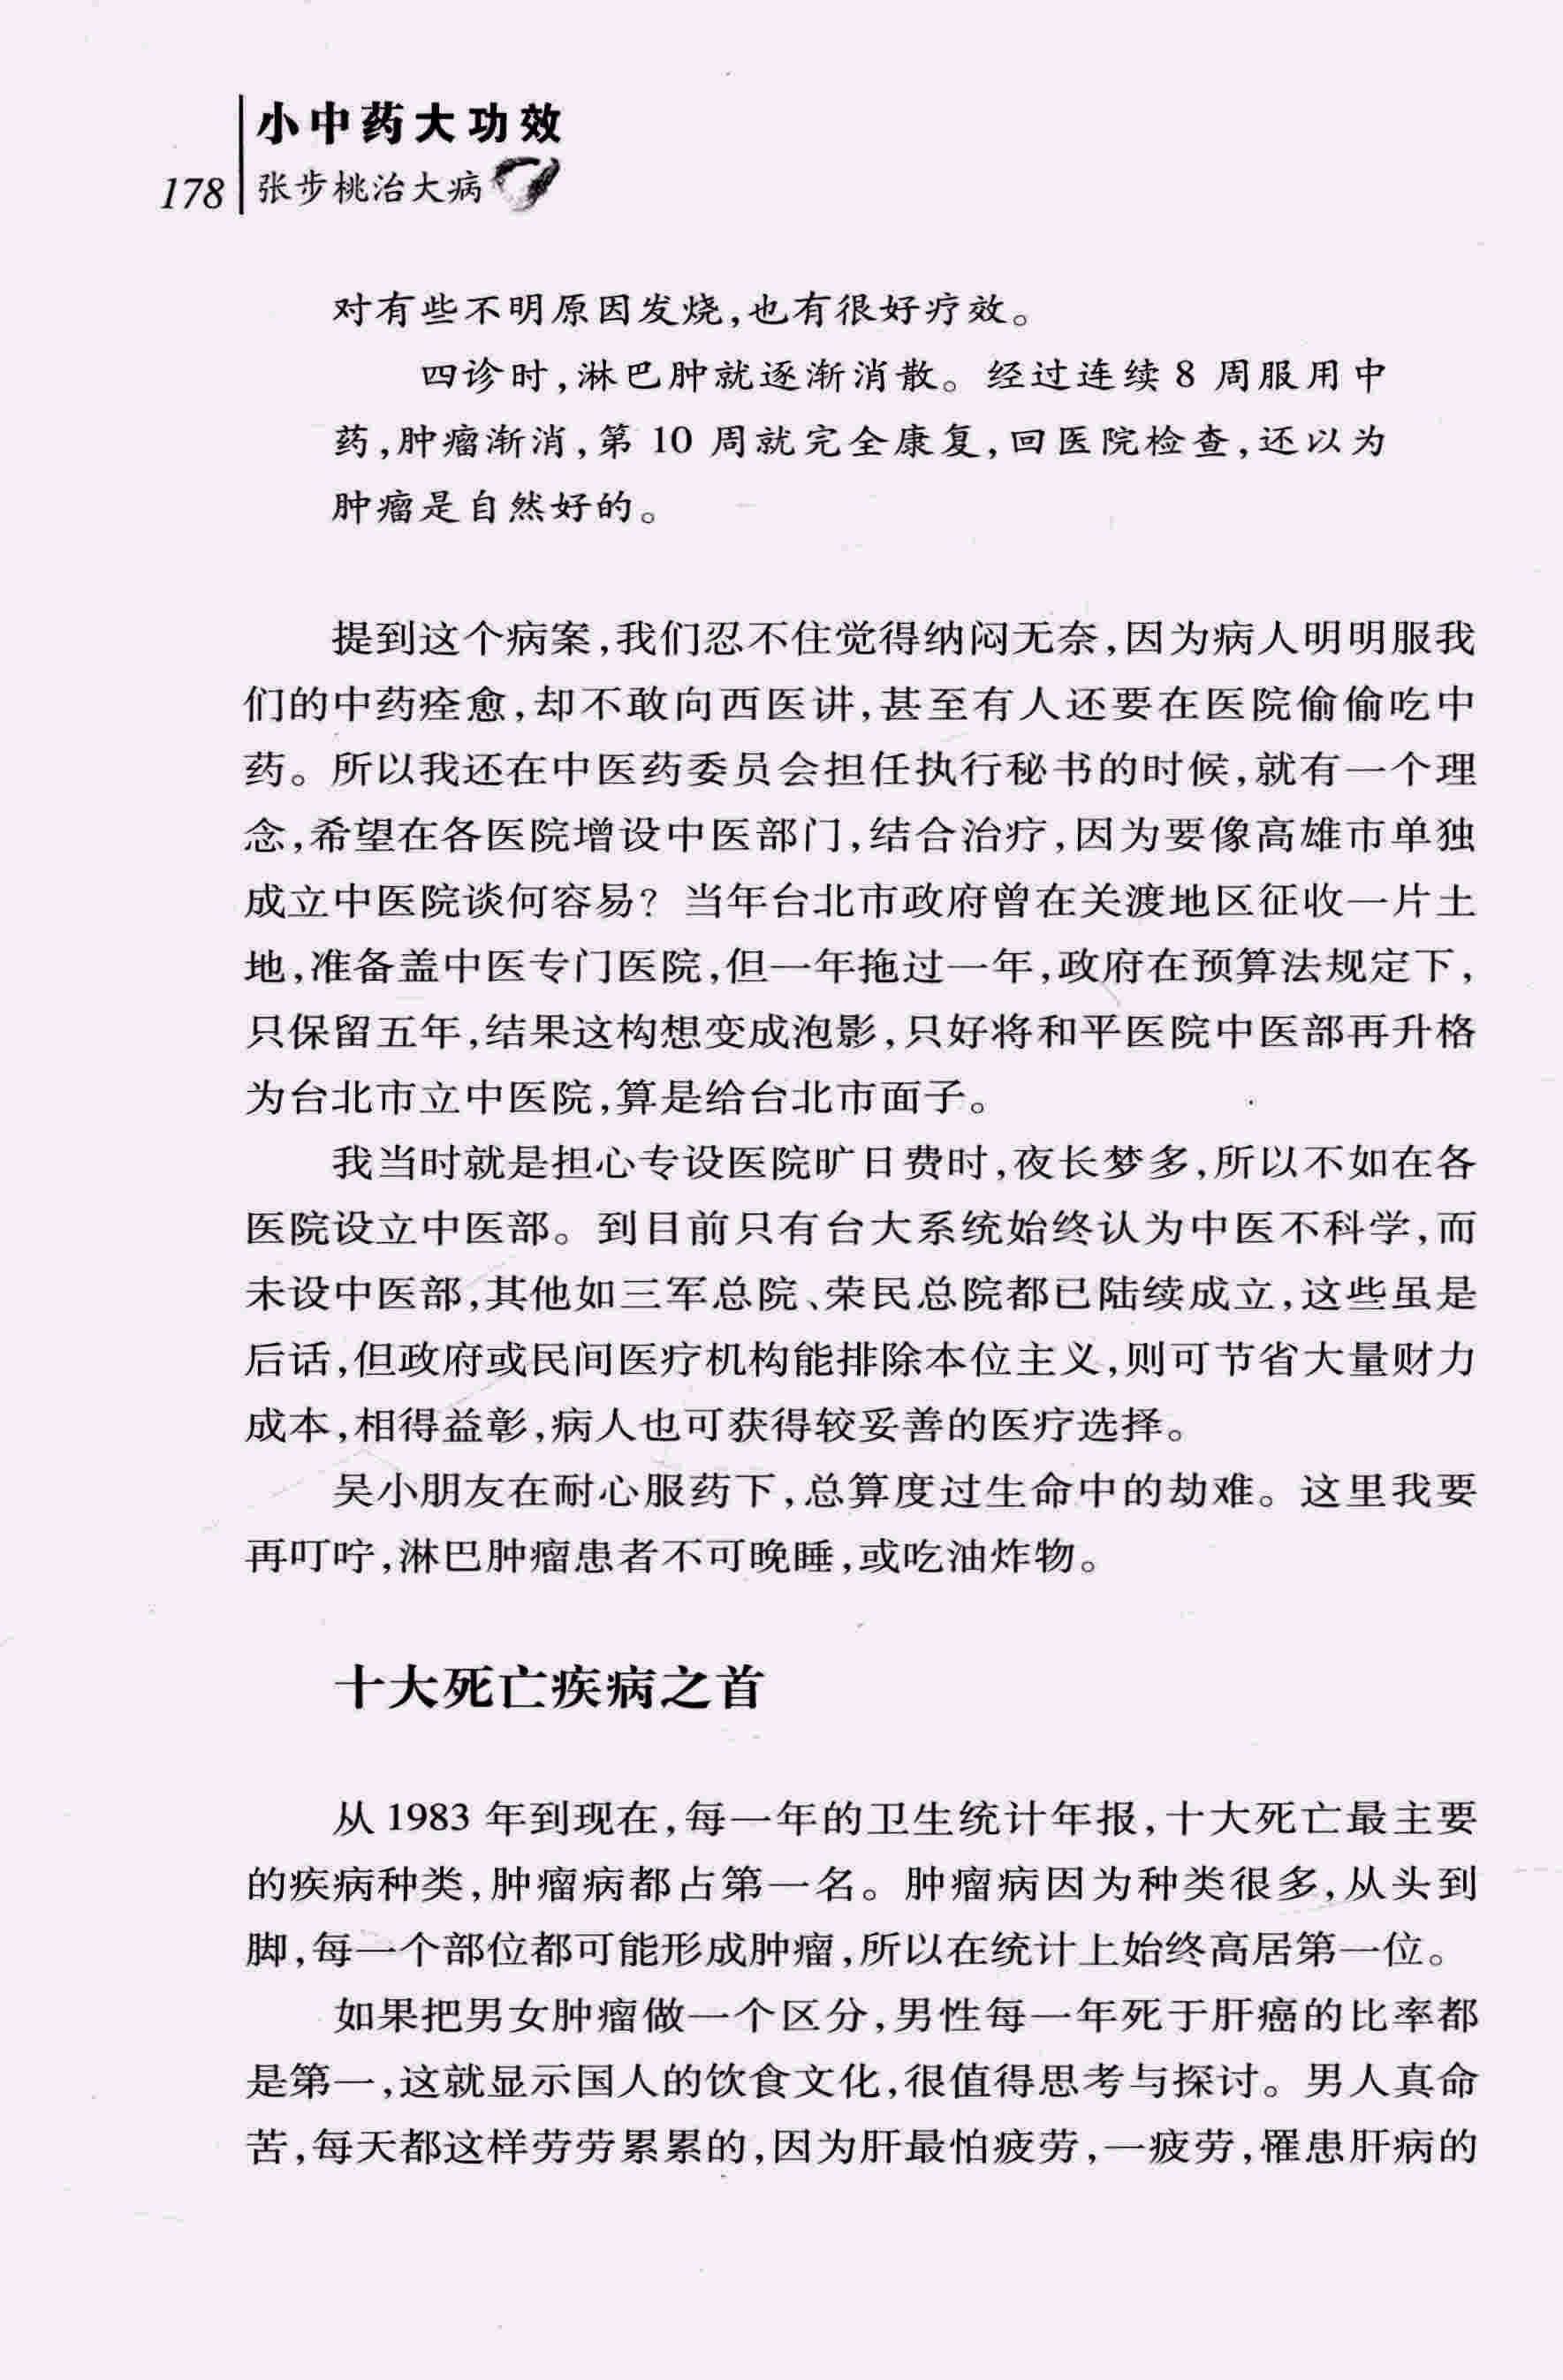 小中药大功效
178 张步桃治大病
对有些不明原因发烧,也有很好疗效。
四诊时,淋巴肿就逐渐消散。经过连续 8 周服用中
药,肿瘤渐消,第 10 周就完全康复,回医院检查,还以为
肿瘤是自然好的。
提到这个病案,我们忍不住觉得纳闷无奈,因为病人明明服我
们的中药痊愈,却不敢向西医讲,甚至有人还要在医院偷偷吃中
药。所以我还在中医药委员会担任执行秘书的时候,就有一个理
念,希望在各医院增设中医部门,结合治疗,因为要像高雄市单独
成立中医院谈何容易? 当年台北市政府曾在关渡地区征收一片土
地,准备盖中医专门医院,但一年拖过一年,政府在预算法规定下,
只保留五年,结果这构想变成泡影,只好将和平医院中医部再升格
为台北市立中医院,算是给台北市面子。
我当时就是担心专设医院旷日费时,夜长梦多,所以不如在各
医院设立中医部。到目前只有台大系统始终认为中医不科学,而
未设中医部,其他如三军总院、荣民总院都已陆续成立,这些虽是
后话,但政府或民间医疗机构能排除本位主义,则可节省大量财力
成本,相得益彰,病人也可获得较妥善的医疗选择。
吴小朋友在耐心服药下,总算度过生命中的劫难。这里我要
再叮咛,淋巴肿瘤患者不可晚睡,或吃油炸物。
十大死亡疾病之首
从 1983 年到现在,每一年的卫生统计年报,十大死亡最主要
的疾病种类,肿瘤病都占第一名。肿瘤病因为种类很多,从头到
脚,每一个部位都可能形成肿瘤,所以在统计上始终高居第一位。
如果把男女肿瘤做一个区分,男性每一年死于肝癌的比率都
是第一,这就显示国人的饮食文化,很值得思考与探讨。男人真命
苦,每天都这样劳劳累累的,因为肝最怕疲劳,一疲劳,罹患肝病的